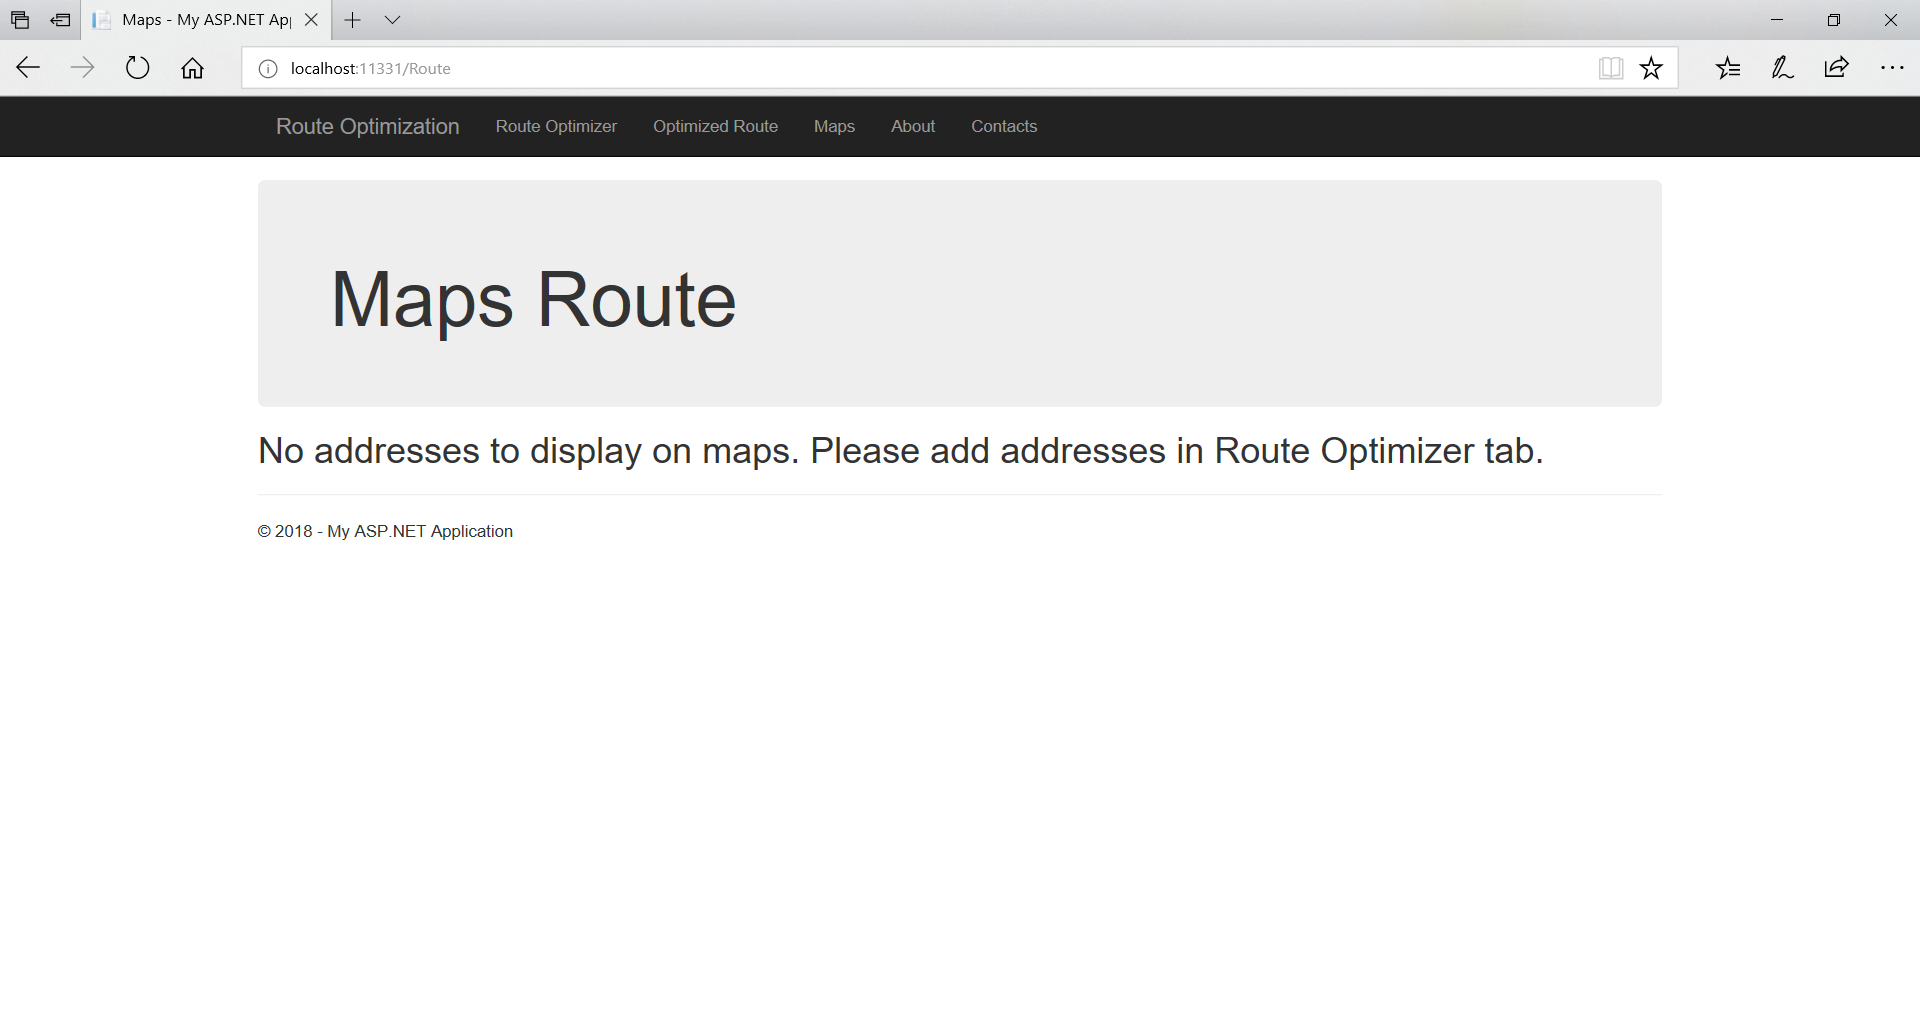 Maps - My ASP.NET Ap
localhost:11331/Route
Route Optimization Route Optimizer Optimized Route Maps About Contacts
Maps Route
No addresses to display on maps. Please add addresses in Route Optimizer tab.
© 2018 - My ASP.NET Application